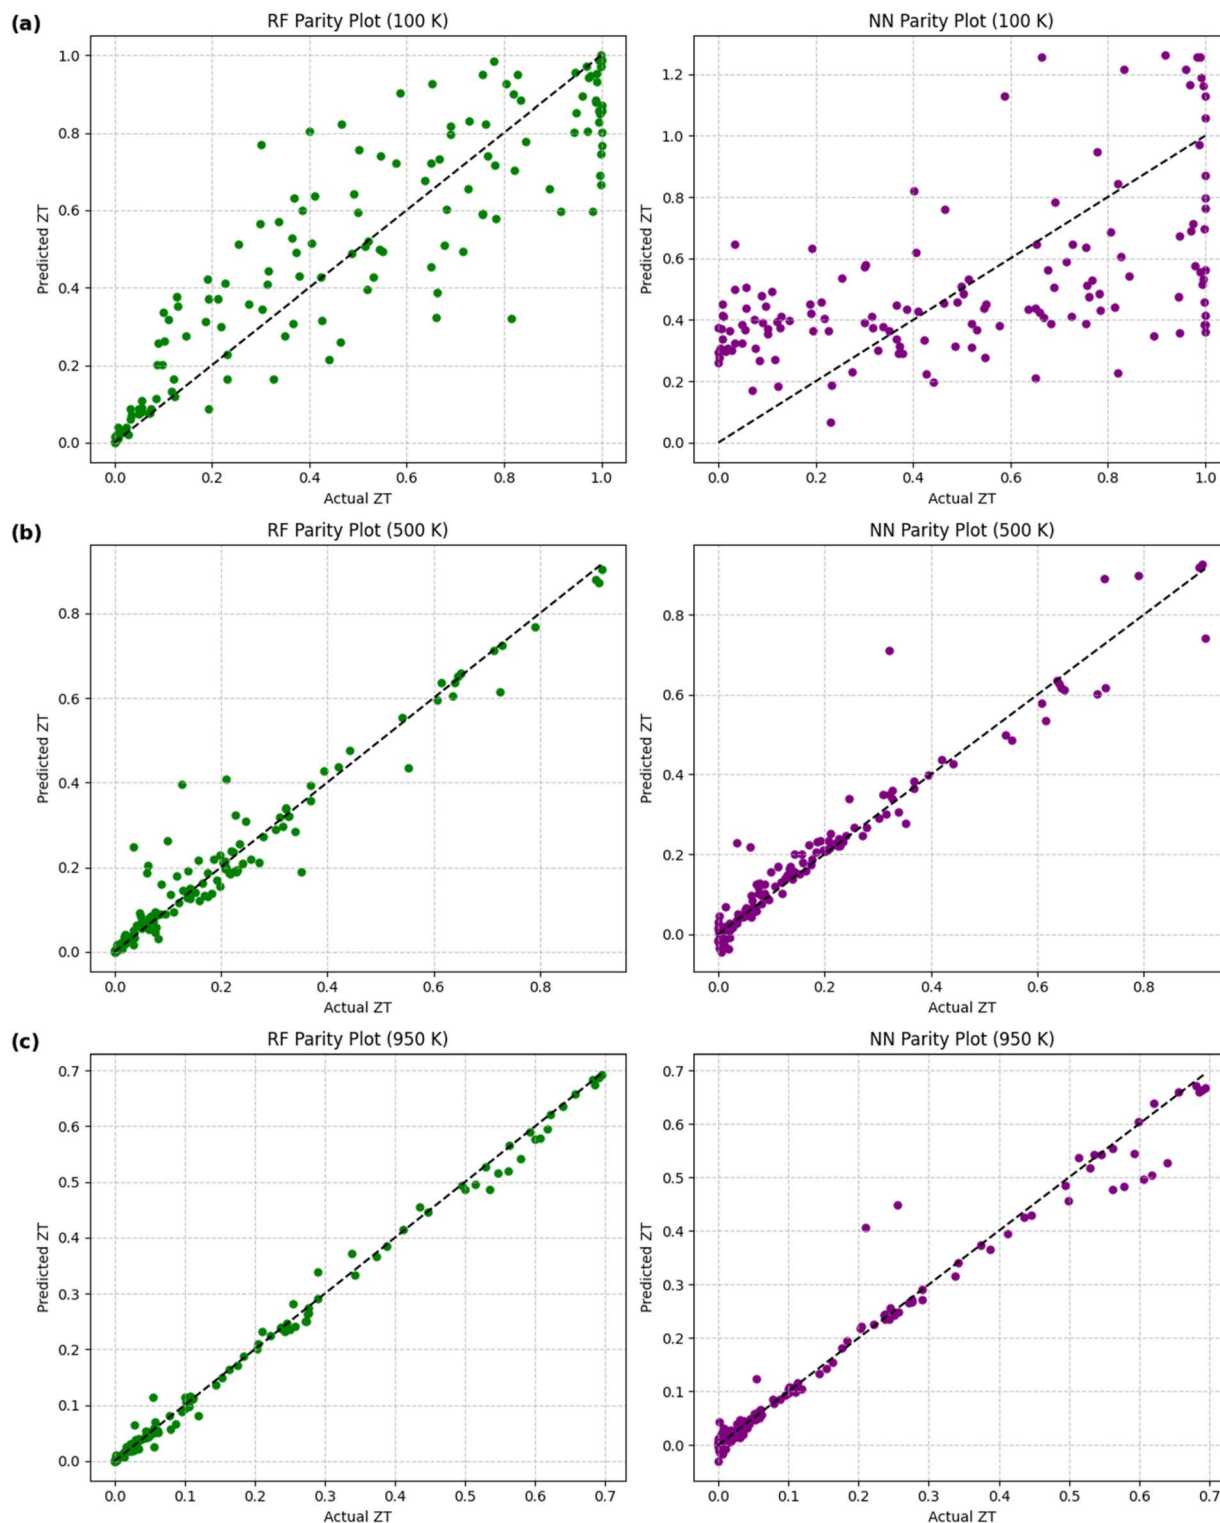 (a)
RF Parity Plot (100 K)
1.0
0.8
0.6
0.4
0.2
0.0
Predicted ZT
0.0 0.2 0.4 0.6 0.8 1.0
Actual ZT
NN Parity Plot (100 K)
1.2
1.0
0.8
0.6
0.4
0.2
0.0
Predicted ZT
0.0 0.2 0.4 0.6 0.8 1.0
Actual ZT
(b)
RF Parity Plot (500 K)
0.8
0.6
0.4
0.2
0.0
Predicted ZT
0.0 0.2 0.4 0.6 0.8
Actual ZT
NN Parity Plot (500 K)
0.8
0.6
0.4
0.2
0.0
Predicted ZT
0.0 0.2 0.4 0.6 0.8
Actual ZT
(c)
RF Parity Plot (950 K)
0.7
0.6
0.5
0.4
0.3
0.2
0.1
0.0
Predicted ZT
0.0 0.1 0.2 0.3 0.4 0.5 0.6 0.7
Actual ZT
NN Parity Plot (950 K)
0.7
0.6
0.5
0.4
0.3
0.2
0.1
0.0
Predicted ZT
0.0 0.1 0.2 0.3 0.4 0.5 0.6 0.7
Actual ZT